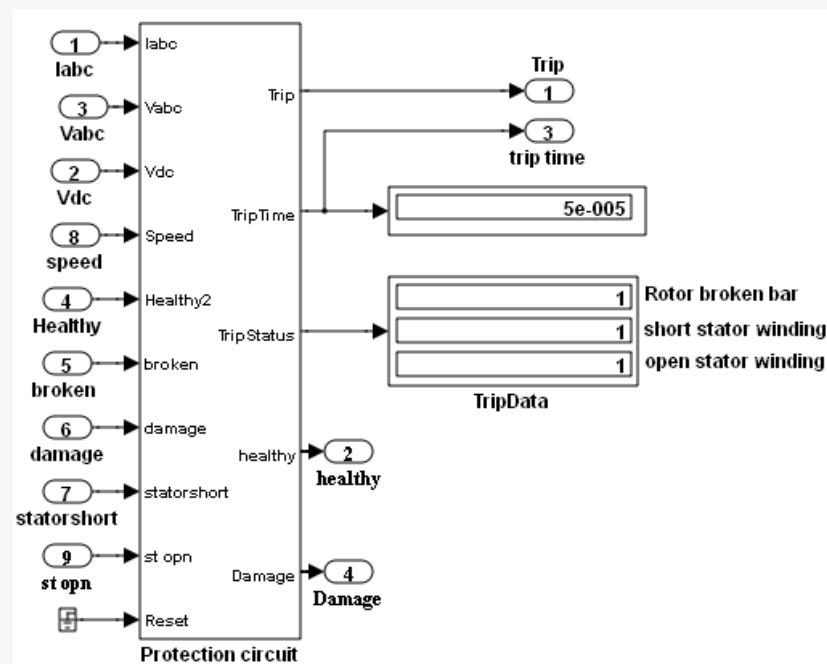 1
Iabc
3
Vabc
2
Vdc
8
speed
4
Healthy
5
broken
6
damage
7
statorshort
9
st opn
Iabc
Vabc
Vdc
Speed
Healthy2
broken
damage
statorshort
st opn
Reset
Trip
TripTime
TripStatus
healthy
Damage
Protection circuit
Trip
1
3
trip time
5e-005
1 Rotor broken bar
1 short stator winding
1 open stator winding
TripData
2
healthy
4
Damage